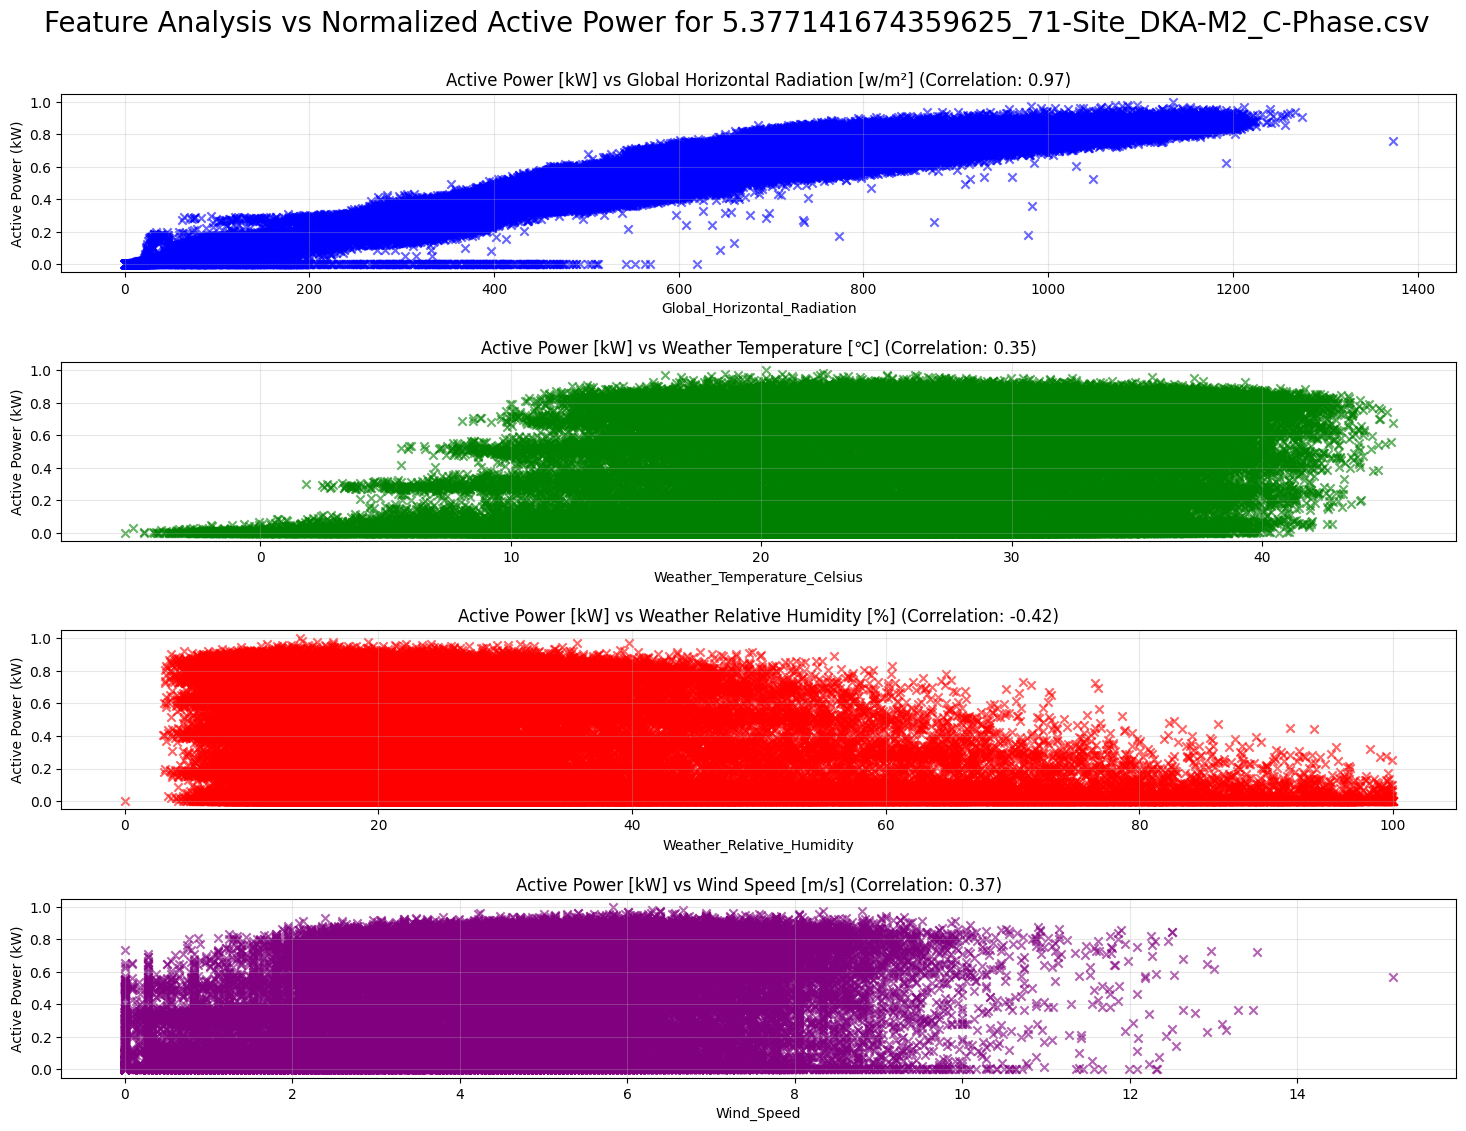 Feature Analysis vs Normalized Active Power for 5.377141674359625_71-Site_DKA-M2_C-Phase.csv
Active Power [kW] vs Global Horizontal Radiation [w/m²] (Correlation: 0.97)
Active Power (kW)
1.0
0.8
0.6
0.4
0.2
0.0
0 200 400 600 800 1000 1200 1400
Global_Horizontal_Radiation
Active Power [kW] vs Weather Temperature [℃] (Correlation: 0.35)
Active Power (kW)
1.0
0.8
0.6
0.4
0.2
0.0
0 10 20 30 40
Weather_Temperature_Celsius
Active Power [kW] vs Weather Relative Humidity [%] (Correlation: -0.42)
Active Power (kW)
1.0
0.8
0.6
0.4
0.2
0.0
0 20 40 60 80 100
Weather_Relative_Humidity
Active Power [kW] vs Wind Speed [m/s] (Correlation: 0.37)
Active Power (kW)
1.0
0.8
0.6
0.4
0.2
0.0
0 2 4 6 8 10 12 14
Wind_Speed